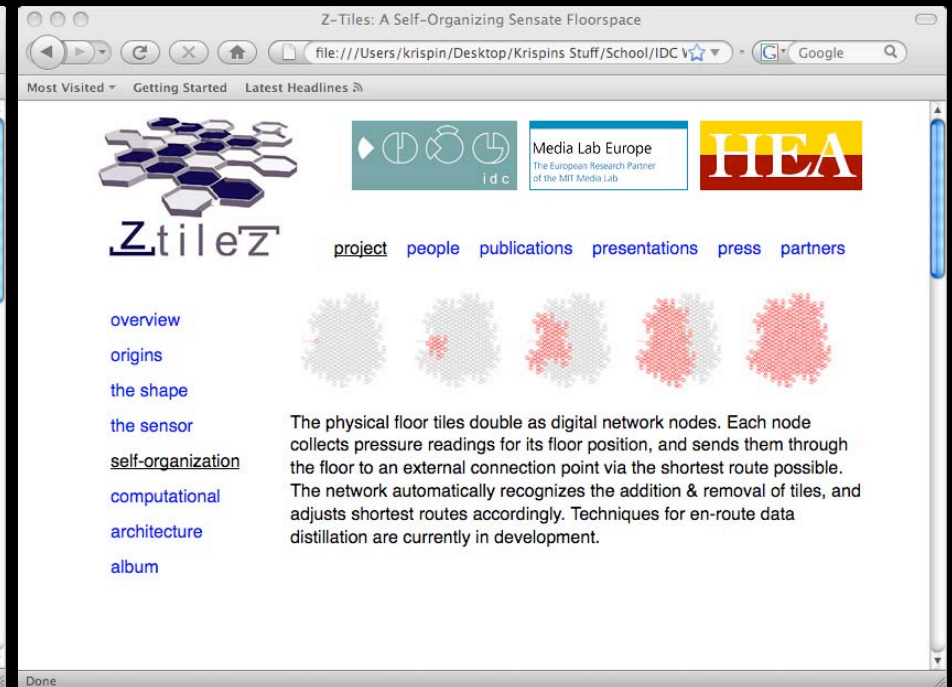 Z-Tiles: A Self-Organizing Sensate Floorspace
file:///Users/krispin/Desktop/Krispins Stuff/School/IDC
Google
Most Visited
Getting Started
Latest Headlines
idc
Media Lab Europe
The European Research Partner
of the MIT Media Lab
HEA
Ztilez
project people publications presentations press partners
overview
origins
the shape
the sensor
self-organization
computational
architecture
album
The physical floor tiles double as digital network nodes. Each node
collects pressure readings for its floor position, and sends them through
the floor to an external connection point via the shortest route possible.
The network automatically recognizes the addition & removal of tiles, and
adjusts shortest routes accordingly. Techniques for en-route data
distillation are currently in development.
Done